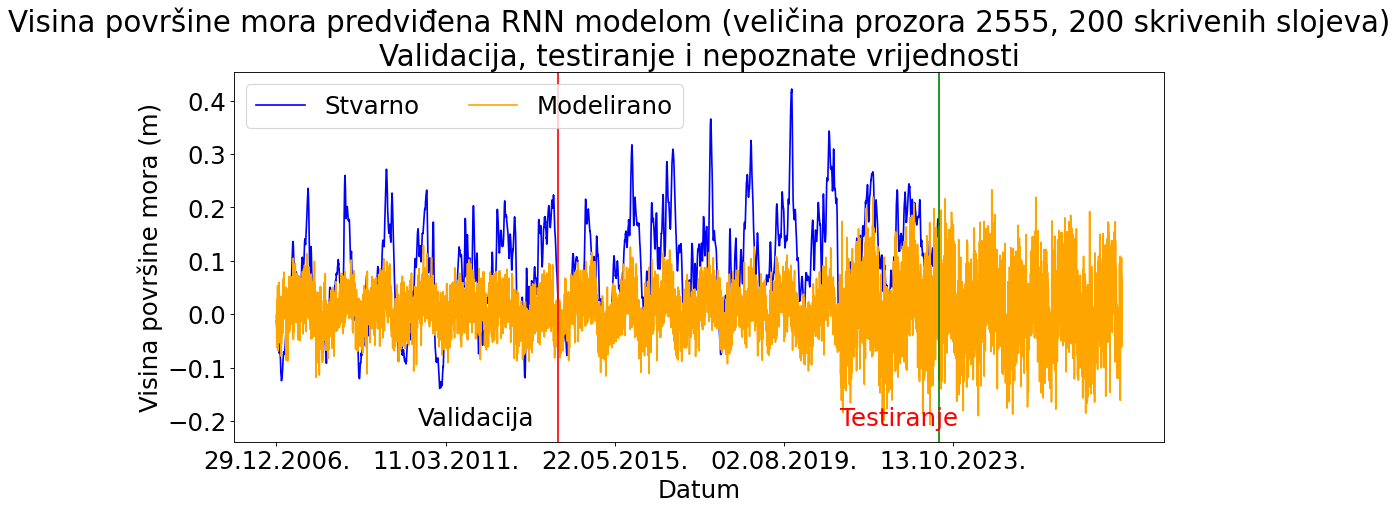 Visina površine mora predviđena RNN modelom (veličina prozora 2555, 200 skrivenih slojeva)
Validacija, testiranje i nepoznate vrijednosti
Stvarno
Modelirano
Visina površine mora (m)
0.4
0.3
0.2
0.1
0.0
−0.1
−0.2
Validacija
Testiranje
29.12.2006.
11.03.2011.
22.05.2015.
02.08.2019.
13.10.2023.
Datum